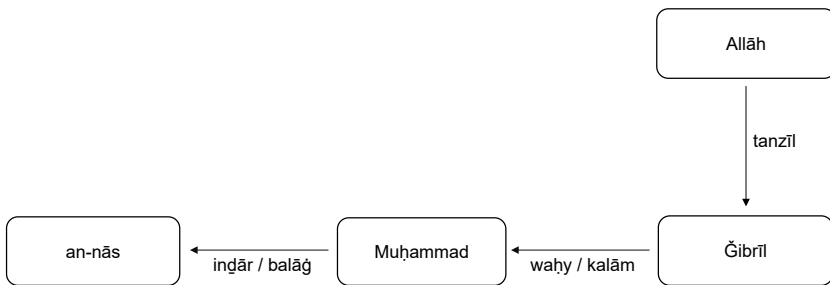 Allāh
tanzīl
an-nās
inḏār / balāġ
Muḥammad
waḥy / kalām
Ǧibrīl